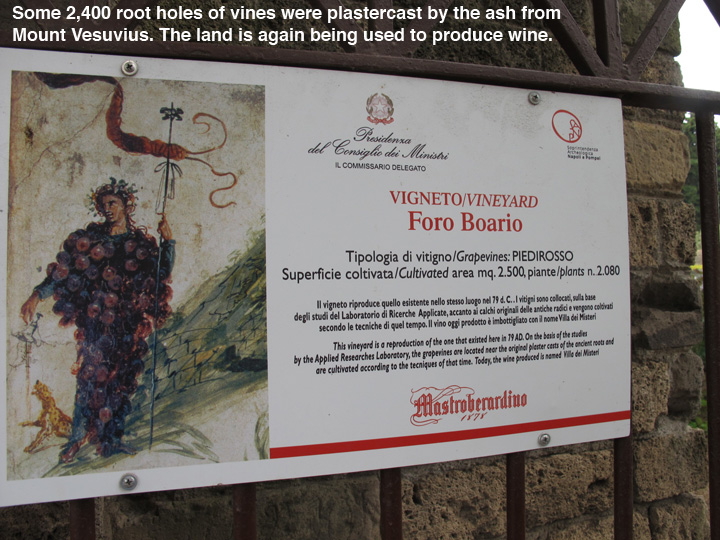 Some 2,400 root holes of vines were plastercast by the ash from
Mount Vesuvius. The land is again being used to produce wine.
Presidenza
del Consiglio dei Ministri
IL COMMISSARIO DELEGATO
Soprintendenza
Archeologica
Napoli e Pompei
VIGNETO/VINEYARD
Foro Boario
Tipologia di vitigno/Grapevines: PIEDIROSSO
Superficie coltivata/Cultivated area mq. 2.500, piante/plants n. 2.080
Il vigneto riproduce quello esistente nello stesso luogo nel 79 d. C.. I vitigni sono collocati, sulla base
degli studi del Laboratorio di Ricerche Applicate, accanto ai calchi originali delle antiche radici e vengono coltivati
secondo le tecniche di quel tempo. Il vino oggi prodotto è imbottigliato con il nome Villa dei Misteri
This vineyard is a reproduction of the one that existed here in 79 AD. On the basis of the studies
by the Applied Researches Laboratory, the grapevines are located near the original plaster casts of the ancient roots and
are cultivated according to the tecniques of that time. Today, the wine produced is named Villa dei Misteri
Mastroberardino
1878